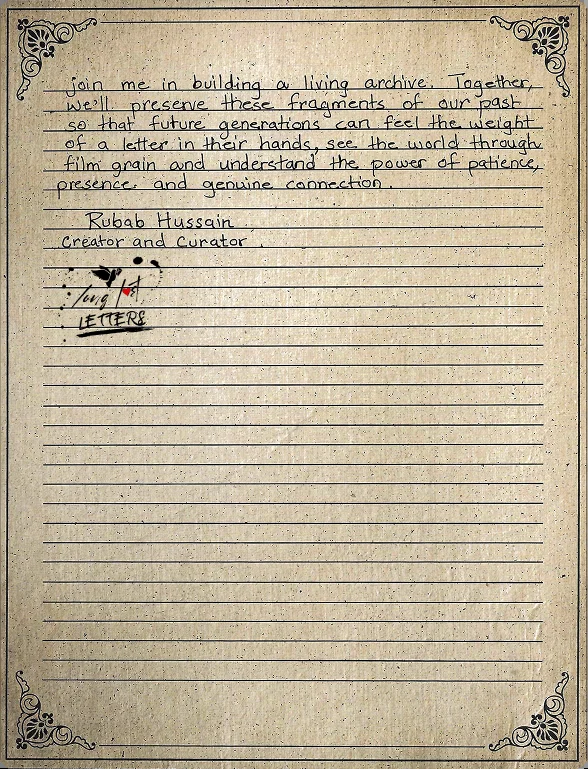 join me in building a living archive. Together,
we'll preserve these fragments of our past
so that future generations can feel the weight
of a letter in their hands, see the world through
film grain and understand the power of patience,
presence. and genuine connection.
Rubab Hussain
Creator and Curator.
long lost
LETTERS